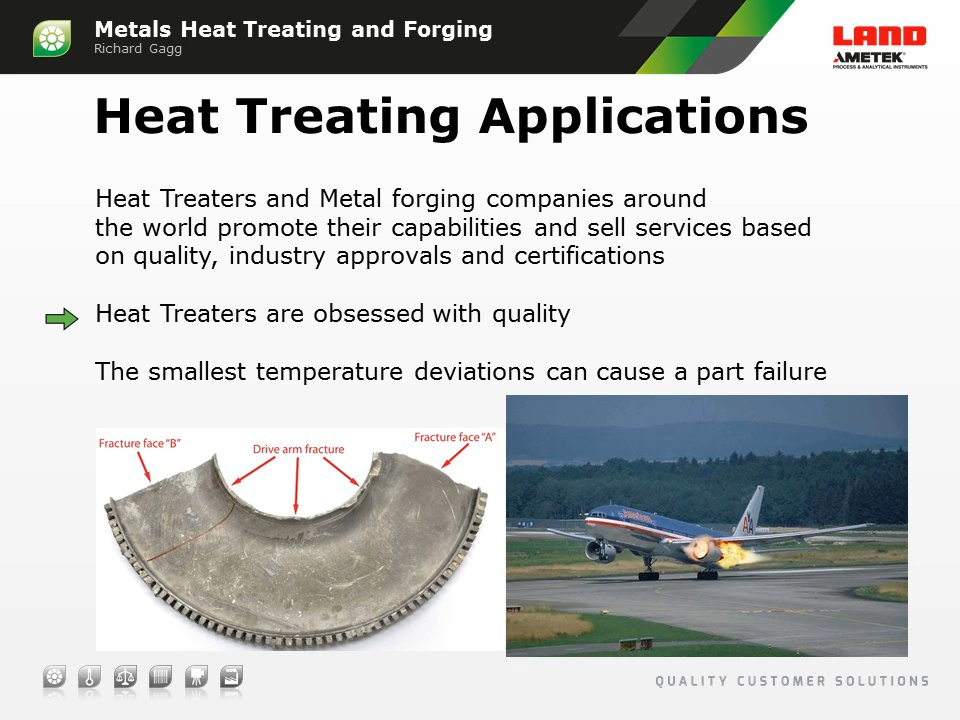 Metals Heat Treating and Forging
Richard Gagg
LAND
AMETEK®
PROCESS & ANALYTICAL INSTRUMENTS
Heat Treating Applications
Heat Treaters and Metal forging companies around
the world promote their capabilities and sell services based
on quality, industry approvals and certifications
Heat Treaters are obsessed with quality
The smallest temperature deviations can cause a part failure
Fracture face "B"
Drive arm fracture
Fracture face "A"
AA
QUALITY CUSTOMER SOLUTIONS